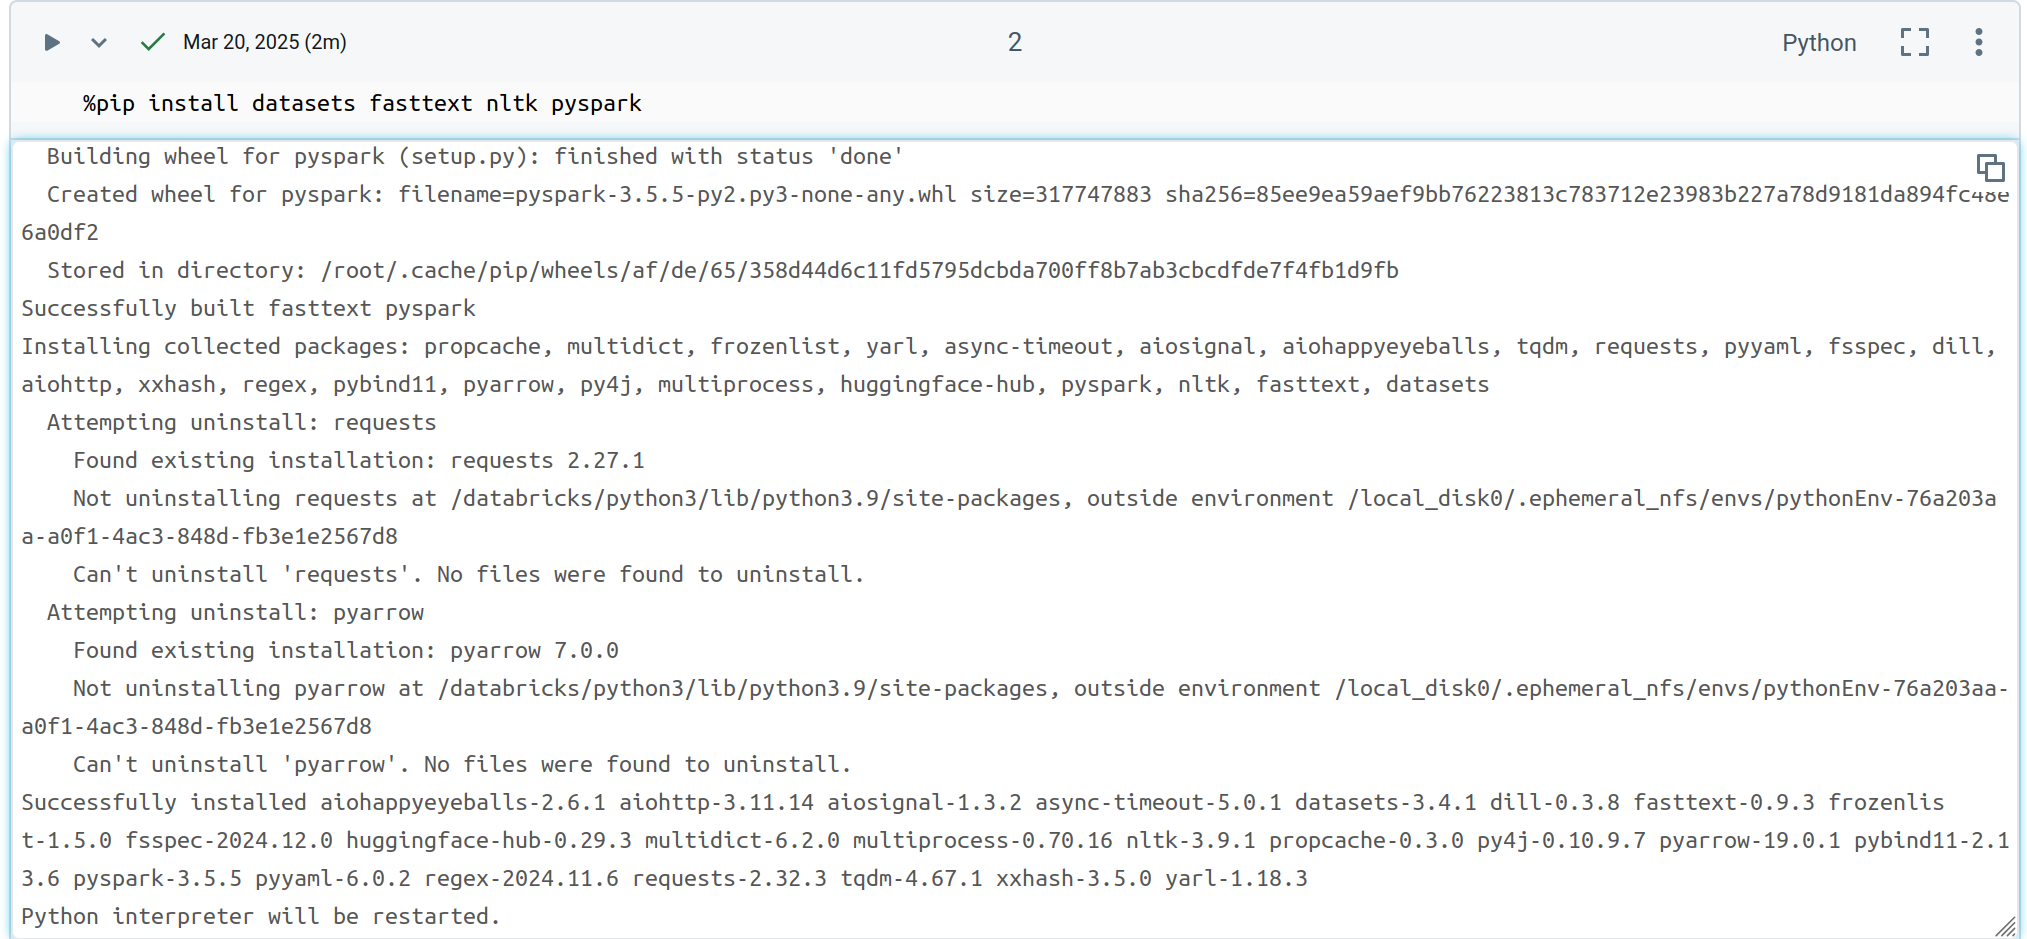 Mar 20, 2025 (2m)
2
Python
%pip install datasets fasttext nltk pyspark
Building wheel for pyspark (setup.py): finished with status 'done'
Created wheel for pyspark: filename=pyspark-3.5.5-py2.py3-none-any.whl size=317747883 sha256=85ee9ea59aef9bb76223813c783712e23983b227a78d9181da894fc48e
6a0df2
Stored in directory: /root/.cache/pip/wheels/af/de/65/358d44d6c11fd5795dcbda700ff8b7ab3cbcdfde7f4fb1d9fb
Successfully built fasttext pyspark
Installing collected packages: propcache, multidict, frozenlist, yarl, async-timeout, aiosignal, aiohappyeyeballs, tqdm, requests, pyyaml, fsspec, dill,
aiohttp, xxhash, regex, pybind11, pyarrow, py4j, multiprocess, huggingface-hub, pyspark, nltk, fasttext, datasets
Attempting uninstall: requests
Found existing installation: requests 2.27.1
Not uninstalling requests at /databricks/python3/lib/python3.9/site-packages, outside environment /local_disk0/.ephemeral_nfs/envs/pythonEnv-76a203a
a-a0f1-4ac3-848d-fb3e1e2567d8
Can't uninstall 'requests'. No files were found to uninstall.
Attempting uninstall: pyarrow
Found existing installation: pyarrow 7.0.0
Not uninstalling pyarrow at /databricks/python3/lib/python3.9/site-packages, outside environment /local_disk0/.ephemeral_nfs/envs/pythonEnv-76a203aa-
a0f1-4ac3-848d-fb3e1e2567d8
Can't uninstall 'pyarrow'. No files were found to uninstall.
Successfully installed aiohappyeyeballs-2.6.1 aiohttp-3.11.14 aiosignal-1.3.2 async-timeout-5.0.1 datasets-3.4.1 dill-0.3.8 fasttext-0.9.3 frozenlis
t-1.5.0 fsspec-2024.12.0 huggingface-hub-0.29.3 multidict-6.2.0 multiprocess-0.70.16 nltk-3.9.1 propcache-0.3.0 py4j-0.10.9.7 pyarrow-19.0.1 pybind11-2.1
3.6 pyspark-3.5.5 pyyaml-6.0.2 regex-2024.11.6 requests-2.32.3 tqdm-4.67.1 xxhash-3.5.0 yarl-1.18.3
Python interpreter will be restarted.